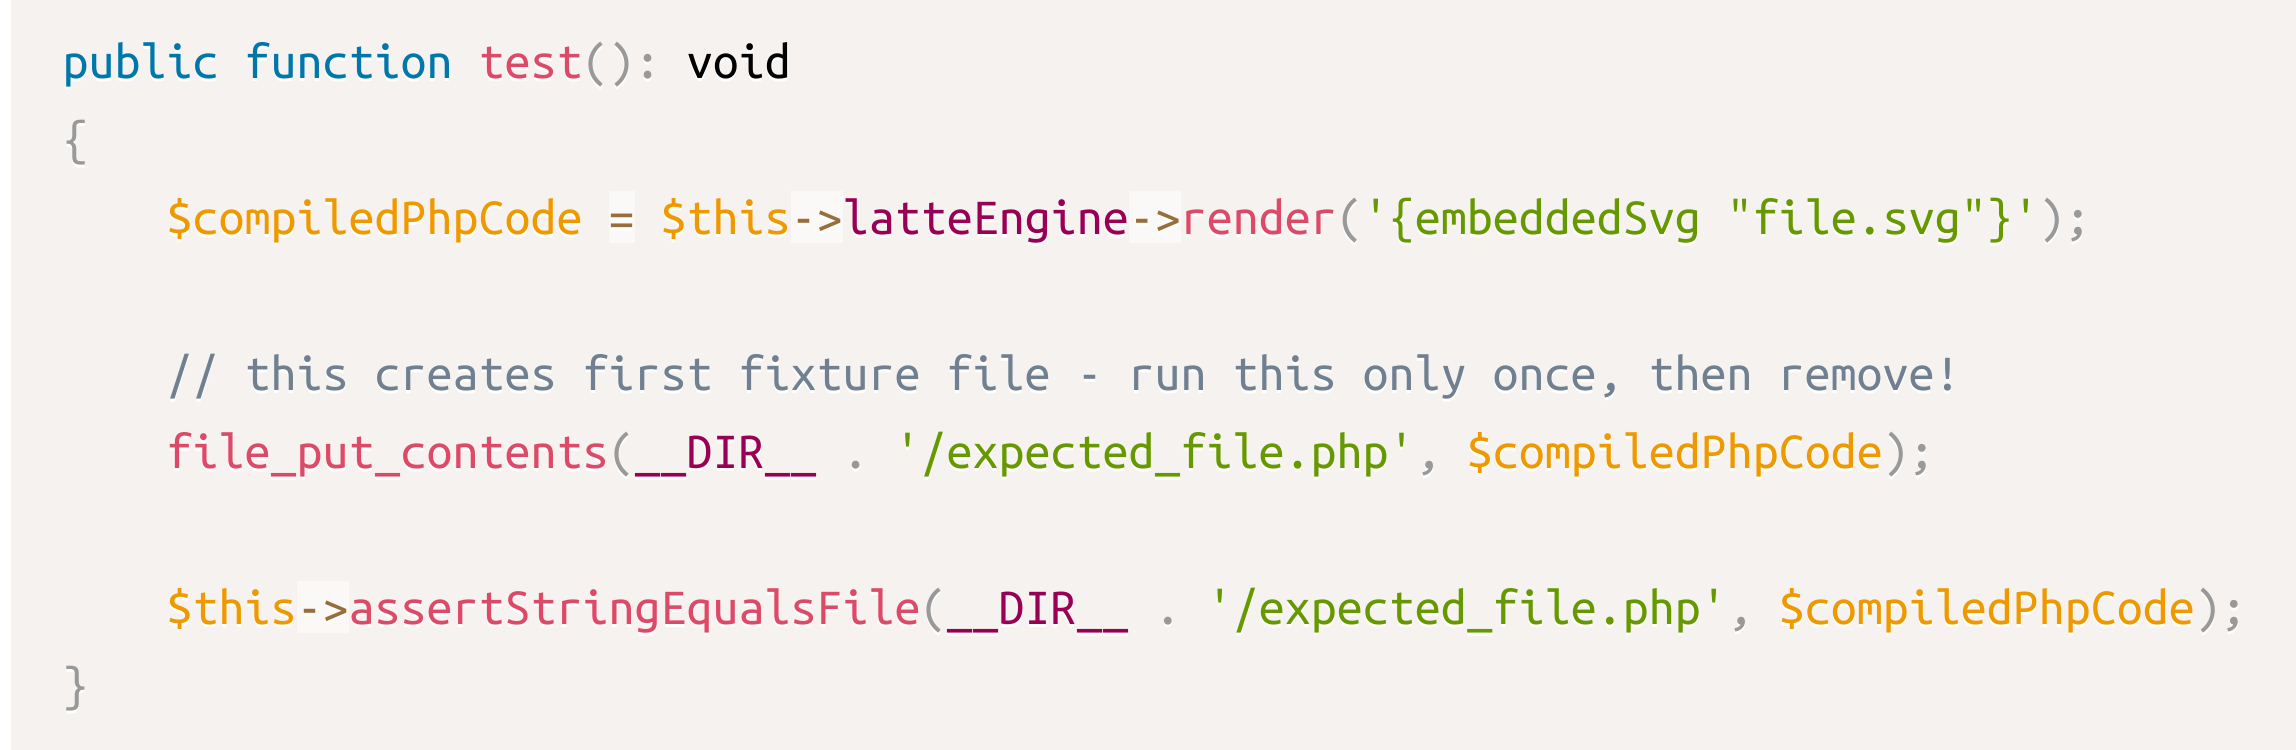 public function test(): void
{
    $compiledPhpCode = $this->latteEngine->render('{embeddedSvg "file.svg"}');

    // this creates first fixture file - run this only once, then remove!
    file_put_contents(__DIR__ . '/expected_file.php', $compiledPhpCode);

    $this->assertStringEqualsFile(__DIR__ . '/expected_file.php', $compiledPhpCode);
}